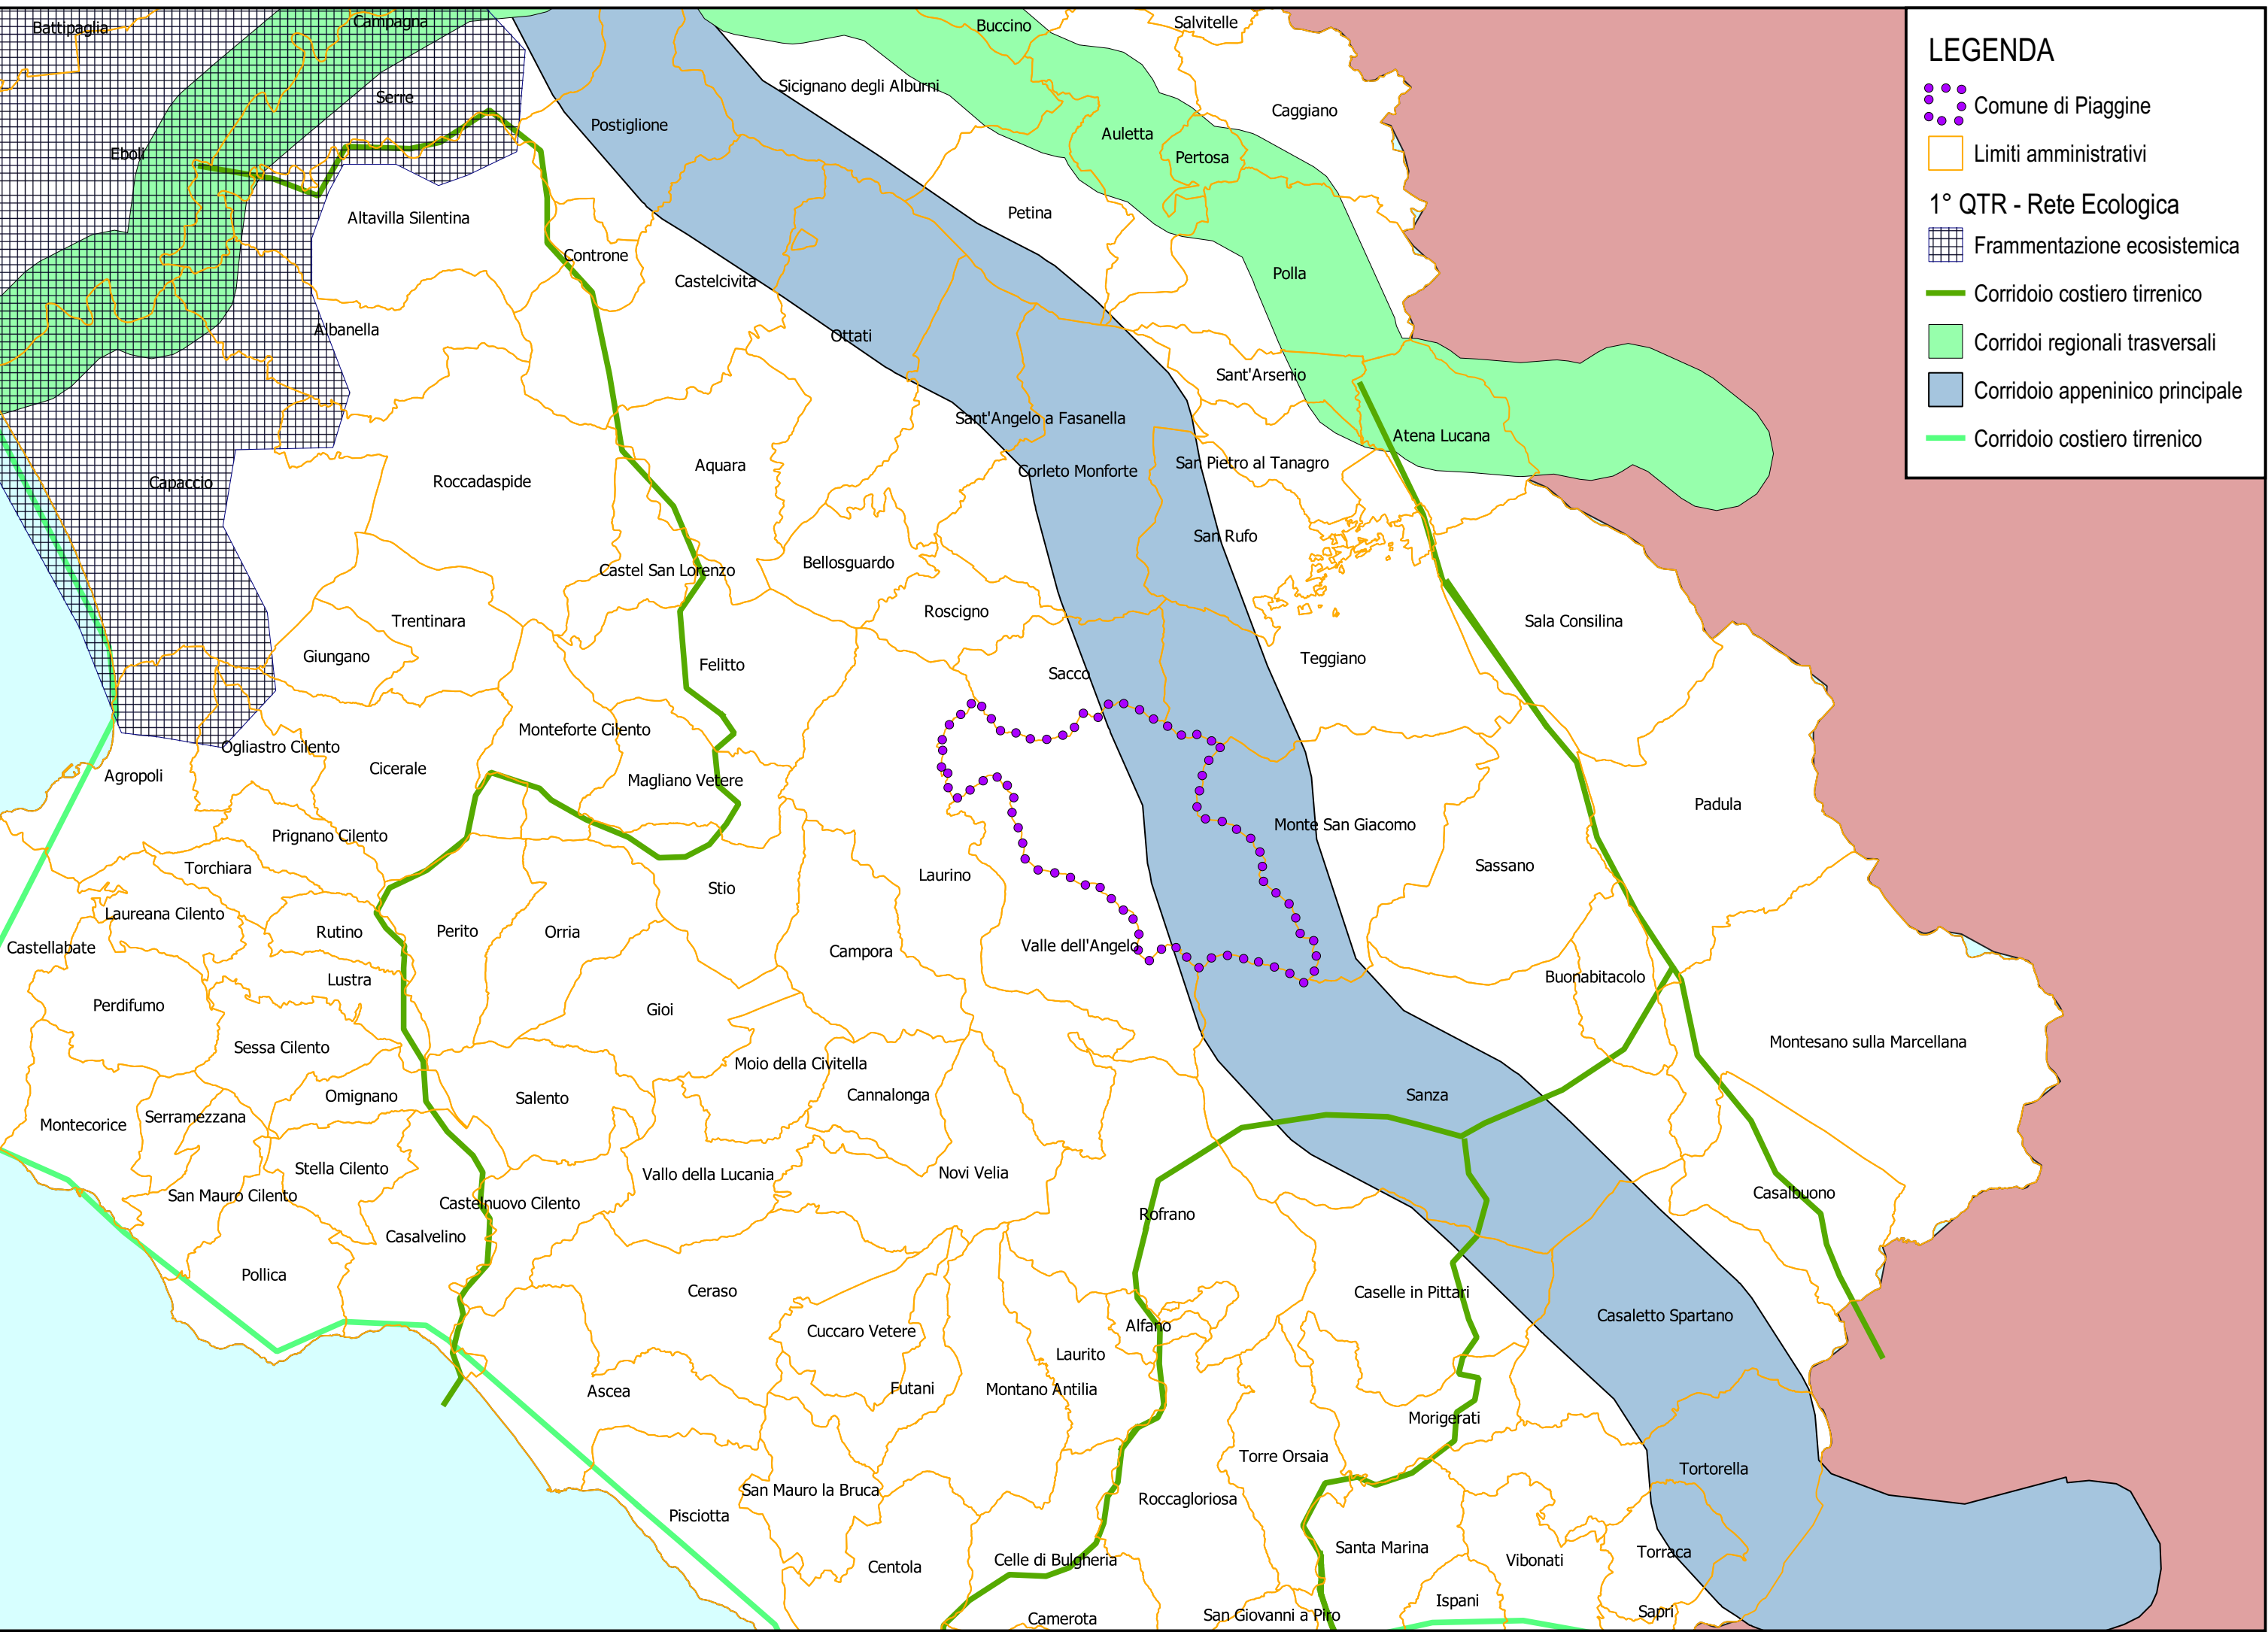 LEGENDA
Comune di Piaggine
Limiti amministrativi
1° QTR - Rete Ecologica
Frammentazione ecosistemica
Corridoio costiero tirrenico
Corridoi regionali trasversali
Corridoio appeninico principale
Corridoio costiero tirrenico
Battipaglia
Campagna
Buccino
Salvitelle
Sicignano degli Alburni
Serre
Caggiano
Postiglione
Auletta
Eboli
Pertosa
Altavilla Silentina
Petina
Controne
Polla
Castelcivita
Albanella
Ottati
Sant'Arsenio
Sant'Angelo a Fasanella
Atena Lucana
Aquara
San Pietro al Tanagro
Corleto Monforte
Capaccio
Roccadaspide
San Rufo
Bellosguardo
Castel San Lorenzo
Roscigno
Trentinara
Sala Consilina
Giungano
Teggiano
Felitto
Sacco
Monteforte Cilento
Ogliastro Cilento
Cicerale
Agropoli
Magliano Vetere
Padula
Monte San Giacomo
Prignano Cilento
Torchiara
Sassano
Laurino
Stio
Laureana Cilento
Rutino
Perito
Orria
Castellabate
Valle dell'Angelo
Campora
Lustra
Buonabitacolo
Perdifumo
Gioi
Montesano sulla Marcellana
Sessa Cilento
Moio della Civitella
Omignano
Salento
Cannalonga
Sanza
Serramezzana
Montecorice
Stella Cilento
Vallo della Lucania
Novi Velia
San Mauro Cilento
Casalbuono
Castelnuovo Cilento
Rofrano
Casalvelino
Pollica
Ceraso
Caselle in Pittari
Casaletto Spartano
Cuccaro Vetere
Alfano
Laurito
Ascea
Futani
Montano Antilia
Morigerati
Torre Orsaia
Tortorella
San Mauro la Bruca
Roccagloriosa
Pisciotta
Santa Marina
Torraca
Celle di Bulgheria
Vibonati
Centola
Ispani
Sapri
San Giovanni a Piro
Camerota